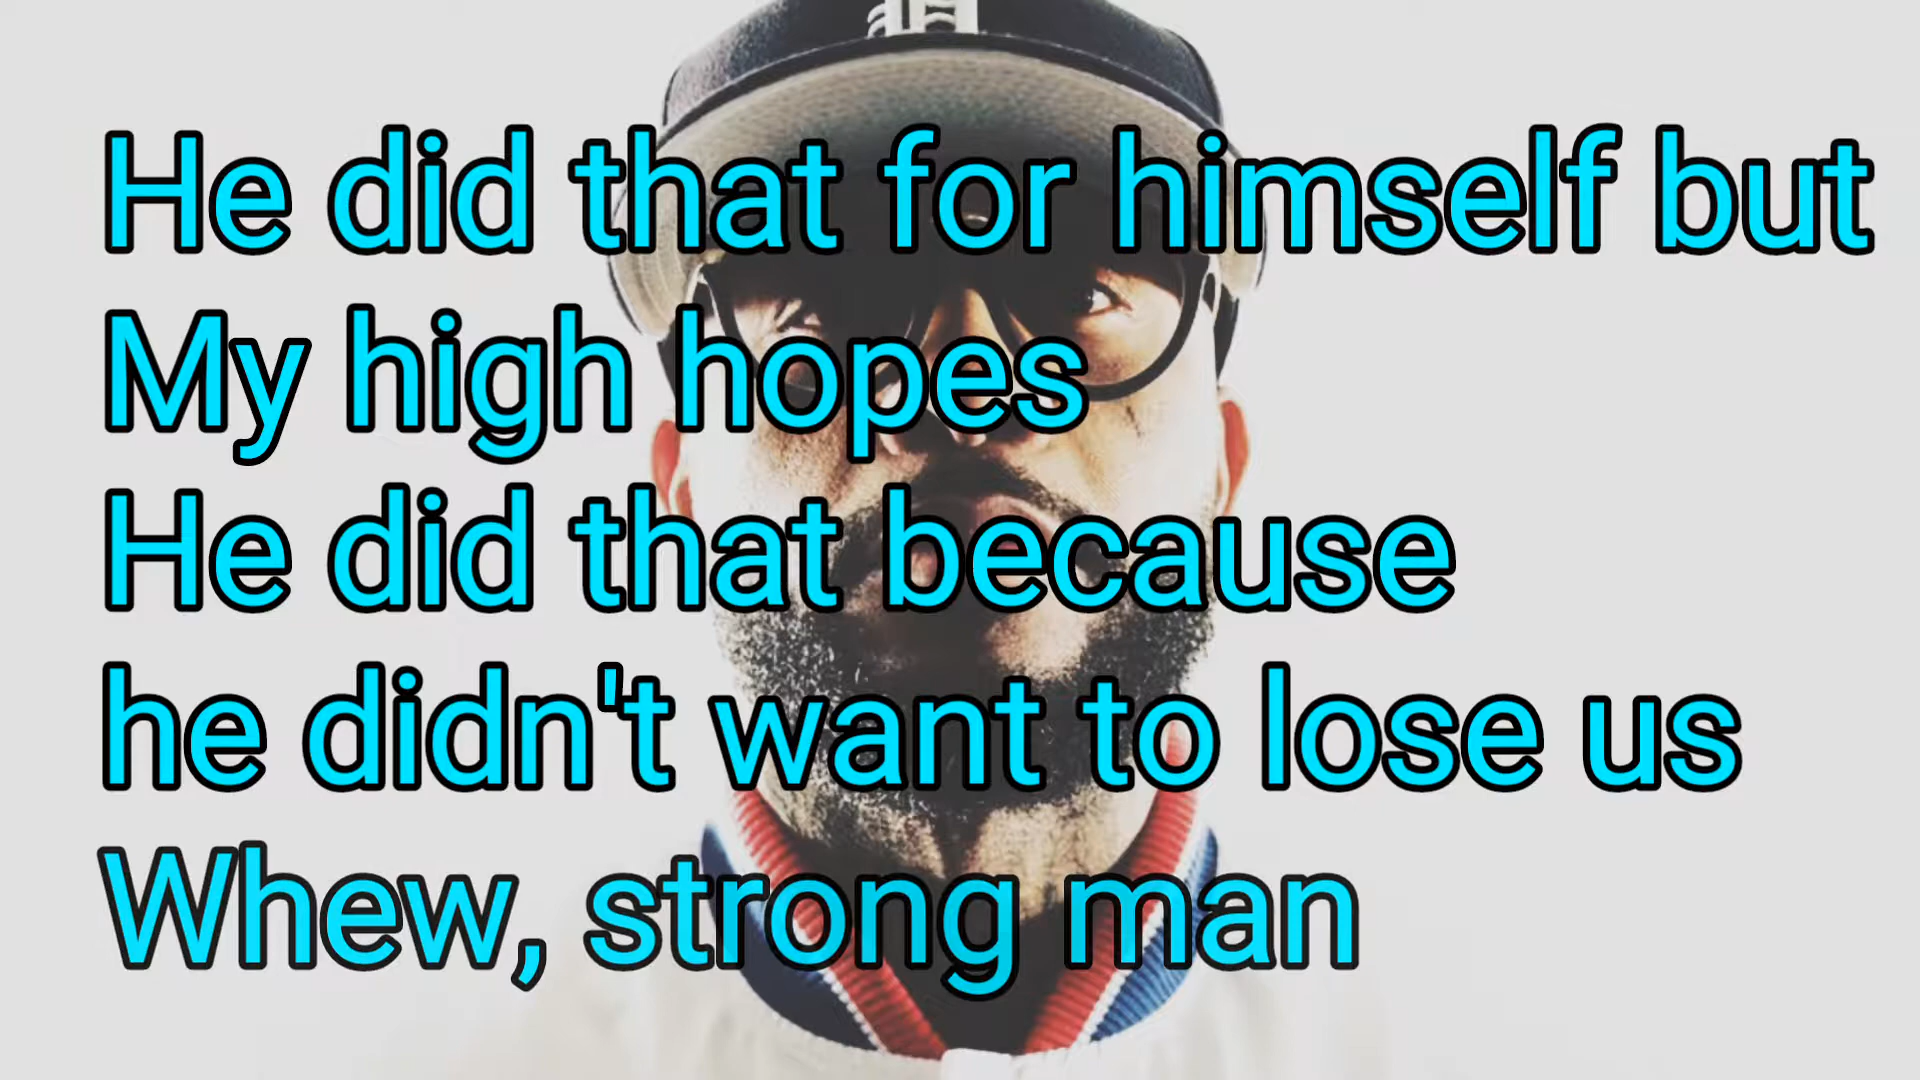 He did that for himself but
My high hopes
He did that because
he didn't want to lose us
Whew, strong man